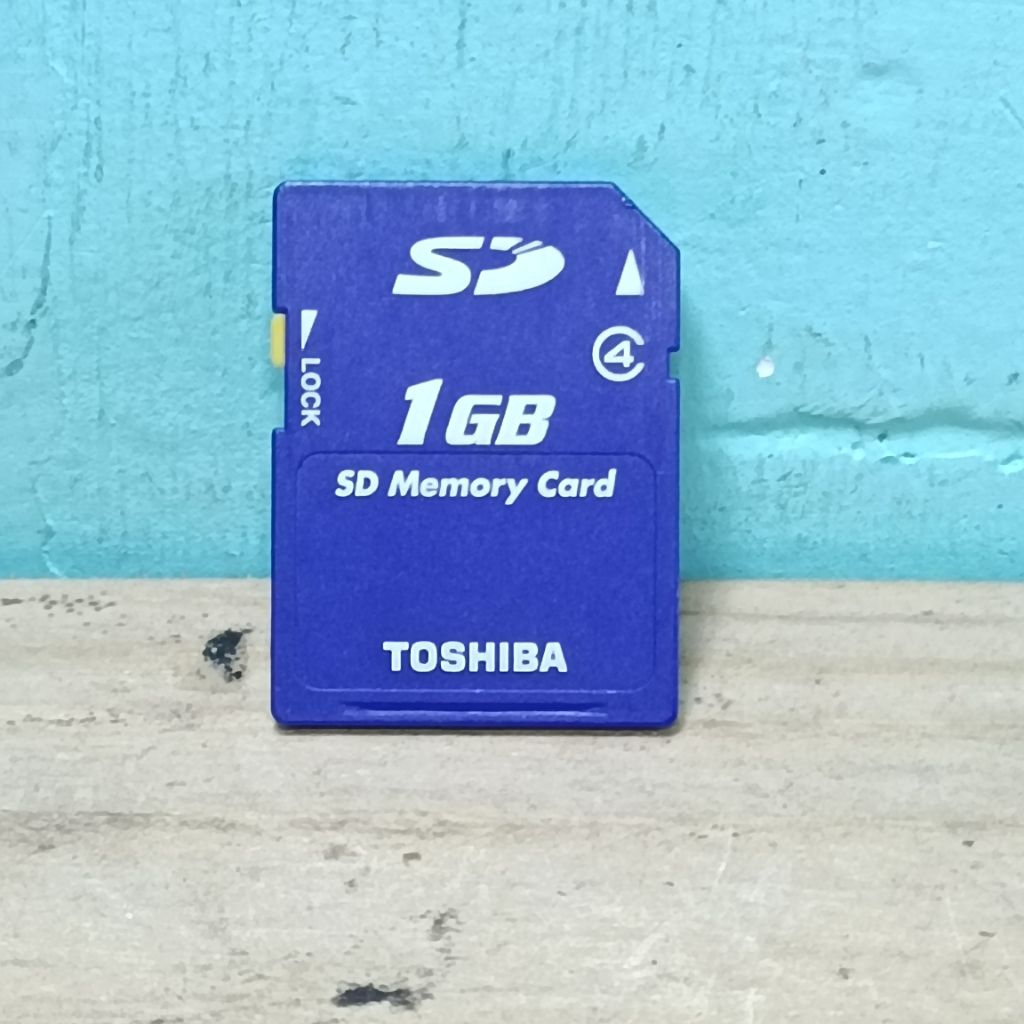 SD
4
LOCK
1GB
SD Memory Card
TOSHIBA